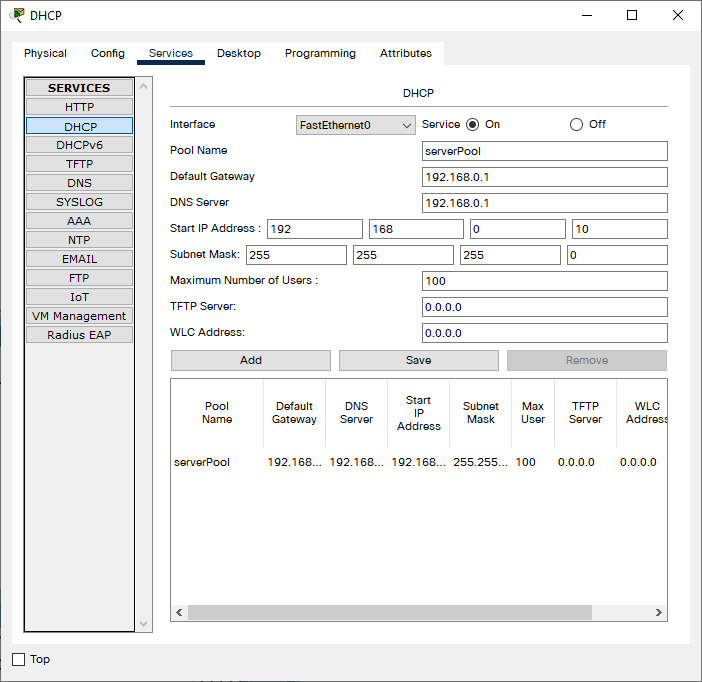 DHCP
Physical Config Services Desktop Programming Attributes
SERVICES
HTTP
DHCP
DHCPv6
TFTP
DNS
SYSLOG
AAA
NTP
EMAIL
FTP
IoT
VM Management
Radius EAP
DHCP
Interface FastEthernet0 Service On Off
Pool Name serverPool
Default Gateway 192.168.0.1
DNS Server 192.168.0.1
Start IP Address : 192 168 0 10
Subnet Mask: 255 255 255 0
Maximum Number of Users : 100
TFTP Server: 0.0.0.0
WLC Address: 0.0.0.0
Add Save Remove
Pool Name Default Gateway DNS Server Start IP Address Subnet Mask Max User TFTP Server WLC Address
serverPool 192.168... 192.168... 192.168... 255.255... 100 0.0.0.0 0.0.0.0
Top